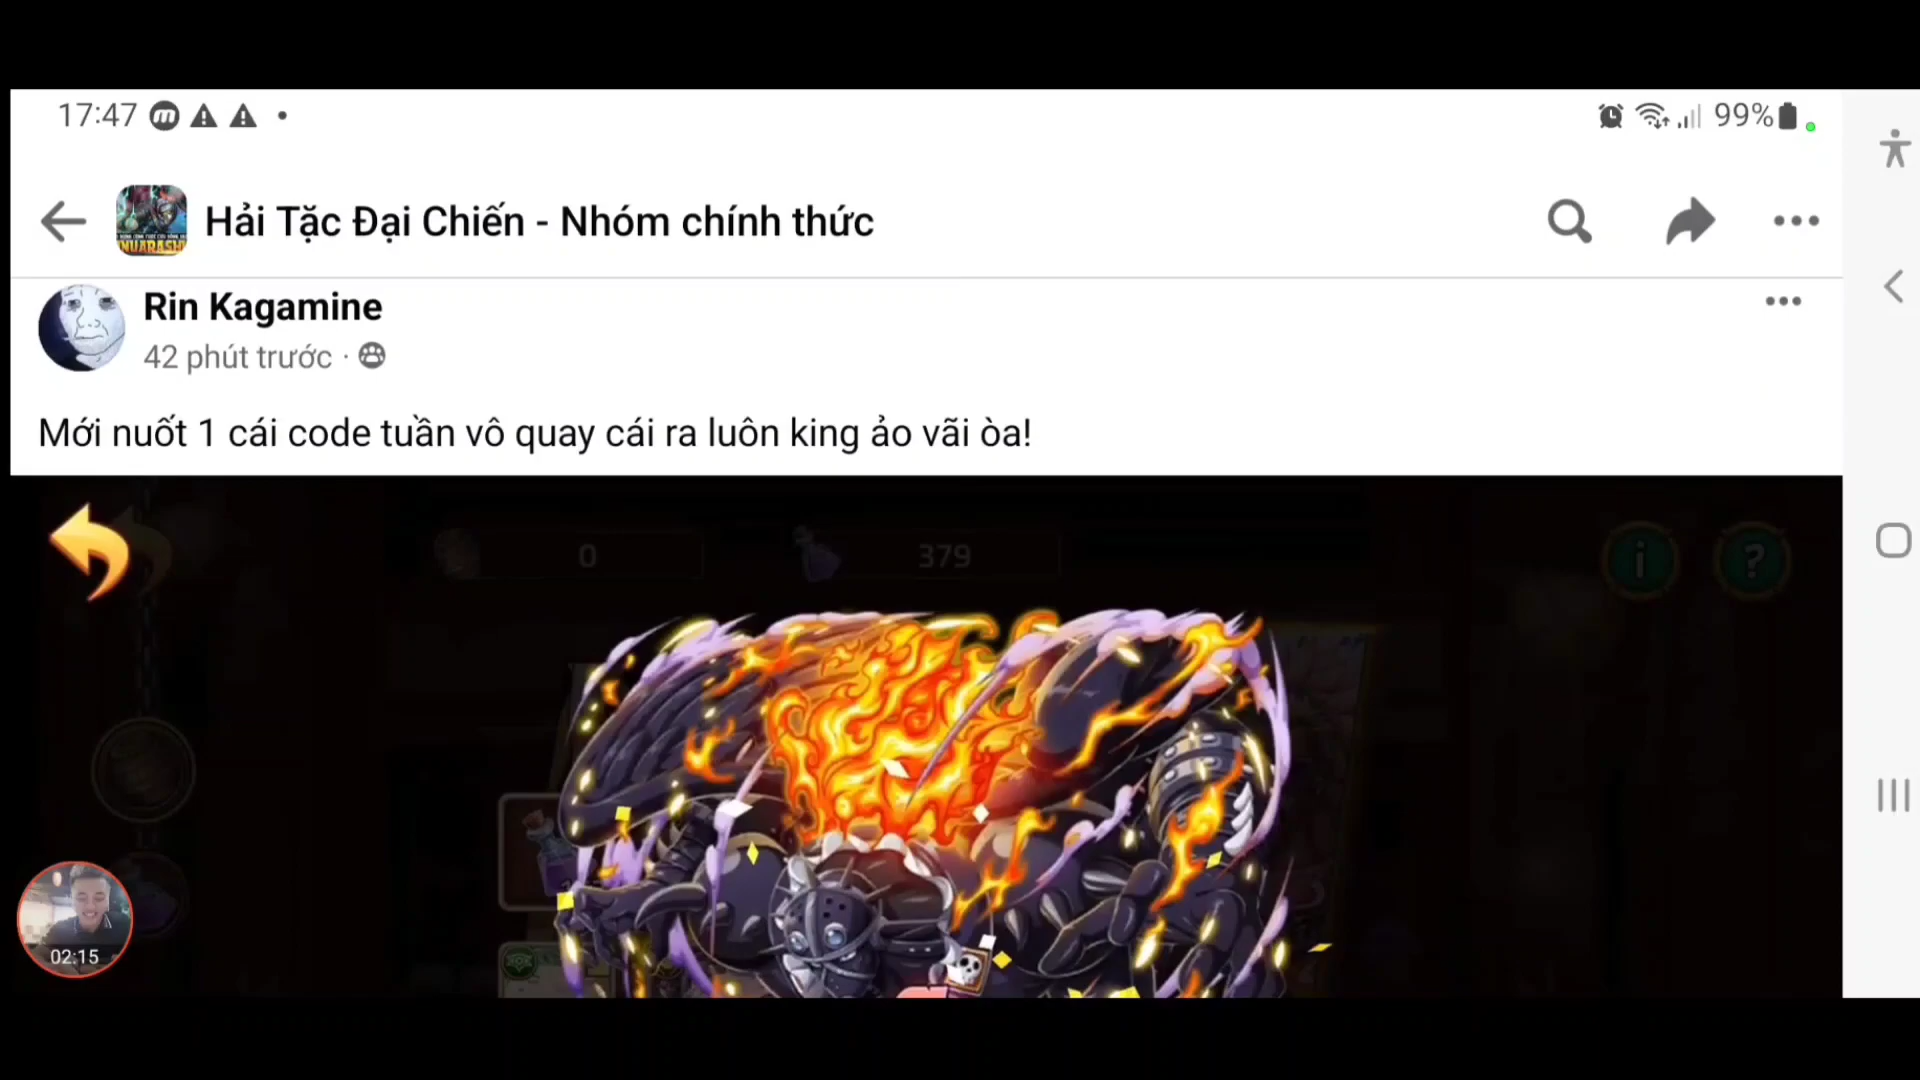 17:47
99%
Hải Tặc Đại Chiến - Nhóm chính thức
NUARASHI
Rin Kagamine
42 phút trước ·
Mới nuốt 1 cái code tuần vô quay cái ra luôn king ảo vãi òa!
0
379
i
?
02:15